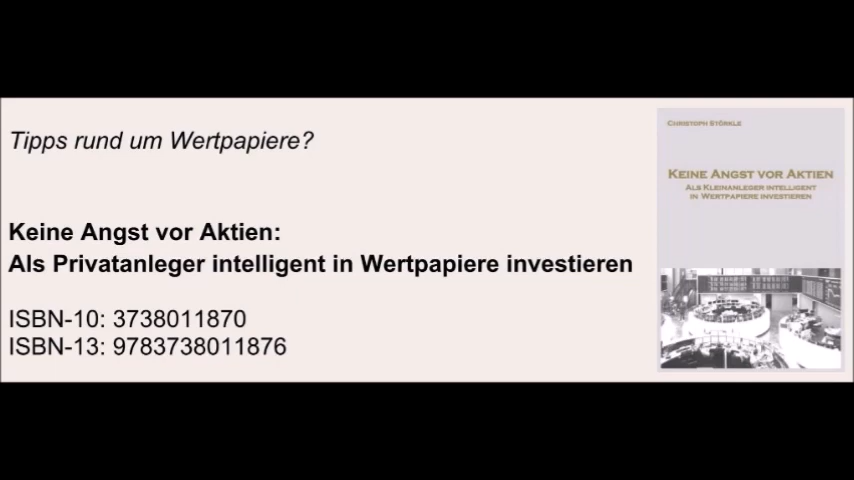 Tipps rund um Wertpapiere?
Keine Angst vor Aktien:
Als Privatanleger intelligent in Wertpapiere investieren
ISBN-10: 3738011870
ISBN-13: 9783738011876
CHRISTOPH STÖRKLE
KEINE ANGST VOR AKTIEN
ALS KLEINANLEGER INTELLIGENT
IN WERTPAPIERE INVESTIEREN